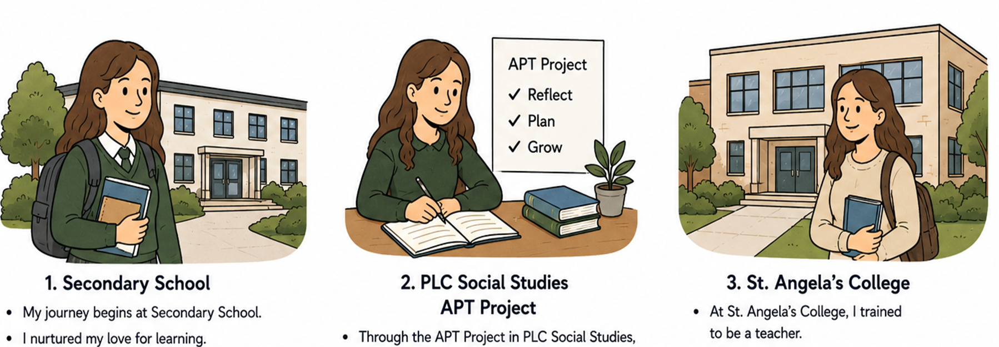 1. Secondary School
• My journey begins at Secondary School.
• I nurtured my love for learning.
APT Project
✓ Reflect
✓ Plan
✓ Grow
2. PLC Social Studies
APT Project
• Through the APT Project in PLC Social Studies,
3. St. Angela’s College
• At St. Angela’s College, I trained
to be a teacher.